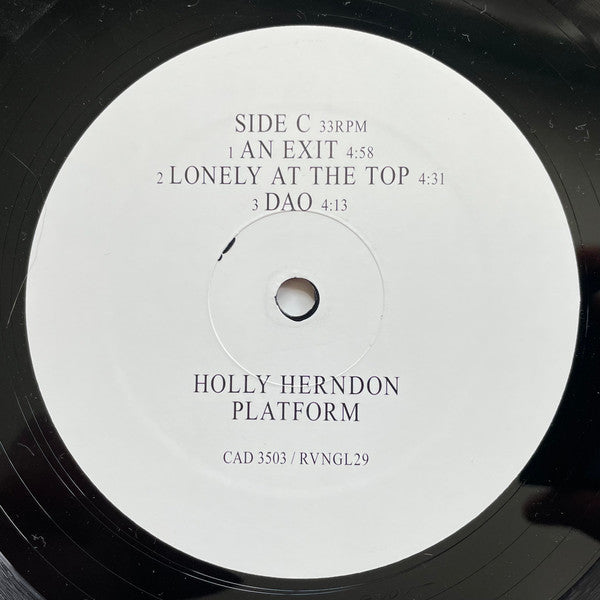 SIDE C 33RPM
1 AN EXIT 4:58
2 LONELY AT THE TOP 4:31
3 DAO 4:13
HOLLY HERNDON
PLATFORM
CAD 3503 / RVNGL29